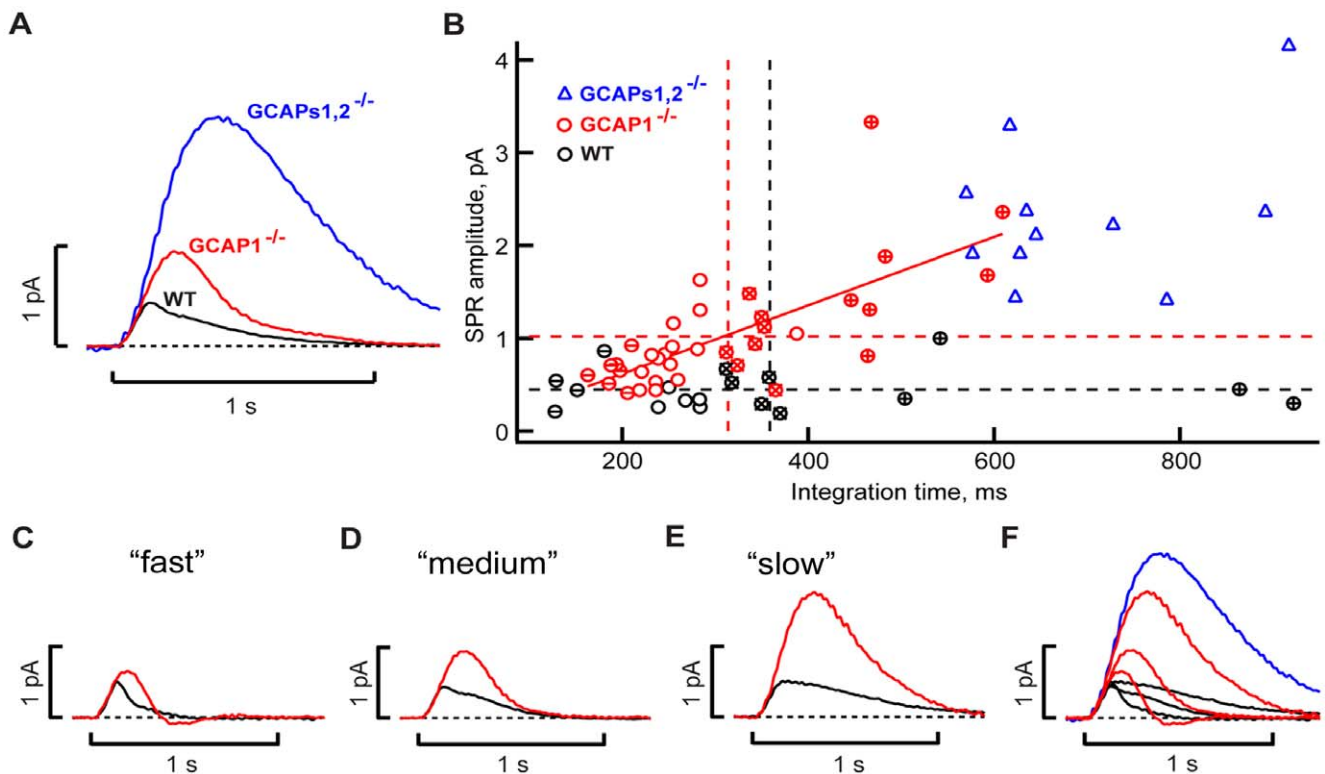 A
GCAPs1,2 -/-
GCAP1 -/-
WT
1 pA
1 s
B
4
3
2
1
0
SPR amplitude, pA
GCAPs1,2 -/-
GCAP1 -/-
WT
200 400 600 800
Integration time, ms
C
"fast"
1 pA
1 s
D
"medium"
1 pA
1 s
E
"slow"
1 pA
1 s
F
1 pA
1 s